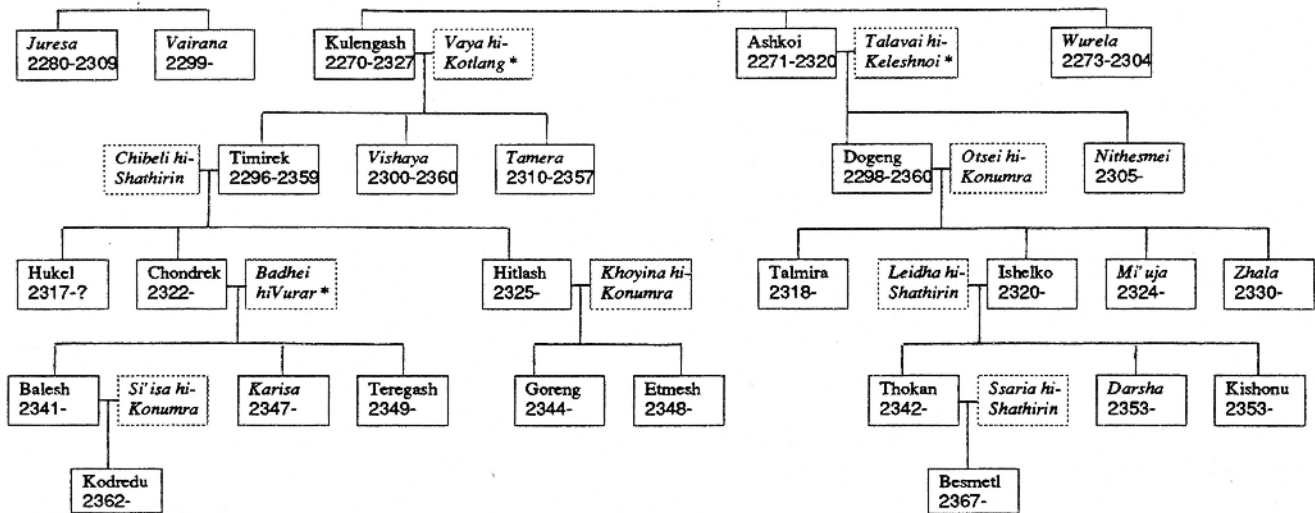 Juresa
2280-2309
Vairana
2299-
Kulengash
2270-2327
Vaya hi-
Kotlang *
Ashkoi
2271-2320
Talavai hi-
Keleshnoi *
Wurela
2273-2304
Chibeli hi-
Shathirin
Timirek
2296-2359
Vishaya
2300-2360
Tamera
2310-2357
Dogeng
2298-2360
Otsei hi-
Konumra
Nithesmei
2305-
Hukel
2317-?
Chondrek
2322-
Badhei
hiVurar *
Hitlash
2325-
Khoyina hi-
Konumra
Talmira
2318-
Leidha hi-
Shathirin
Ishelko
2320-
Mi'uja
2324-
Zhala
2330-
Balesh
2341-
Si'isa hi-
Konumra
Karisa
2347-
Teregash
2349-
Goreng
2344-
Etmesh
2348-
Thokan
2342-
Ssaria hi-
Shathirin
Darsha
2353-
Kishonu
2353-
Kodredu
2362-
Besmetl
2367-